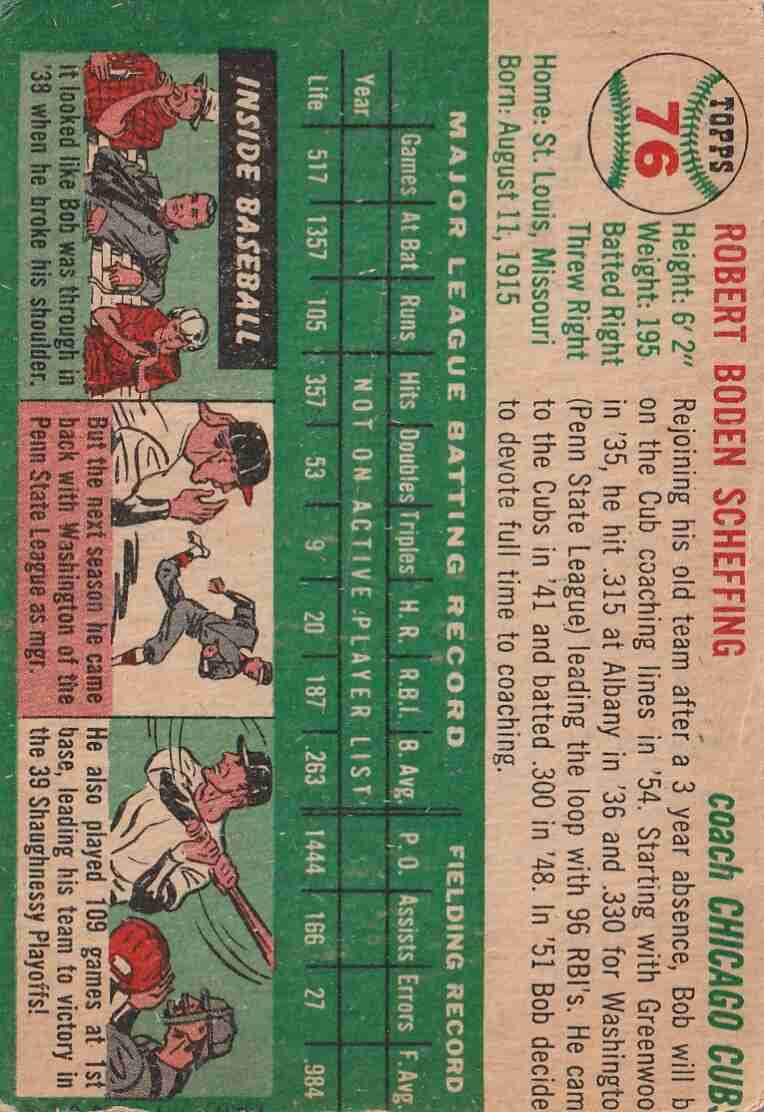 TOPPS
76
ROBERT BODEN SCHEFFING
coach CHICAGO CUB
Height: 6' 2"
Weight: 195
Batted Right
Threw Right
Home: St. Louis, Missouri
Born: August 11, 1915
Rejoining his old team after a 3 year absence, Bob will b
on the Cub coaching lines in '54. Starting with Greenwoo
in '35, he hit .315 at Albany in '36 and .330 for Washingto
(Penn State League) leading the loop with 96 RBI's. He cam
to the Cubs in '41 and batted .300 in '48. In '51 Bob decide
to devote full time to coaching.
MAJOR LEAGUE BATTING RECORD FIELDING RECORD
Games At Bat Runs Hits Doubles Triples H.R. R.B.I. B. Avg. P.O. Assists Errors F. Avg.
Year NOT ON ACTIVE PLAYER LIST
Life 517 1357 105 357 53 9 20 187 .263 1444 166 27 .984
INSIDE BASEBALL
It looked like Bob was through in
'38 when he broke his shoulder.
But the next season he came
back with Washington of the
Penn State League as mgr.
He also played 109 games at 1st
base, leading his team to victory in
the 39 Shaughnessy Playoffs!